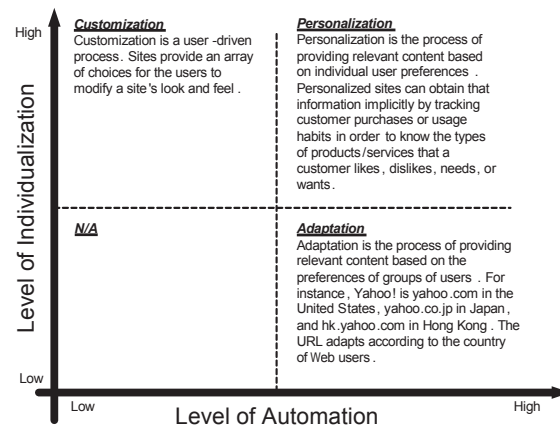 High
Level of Individualization
Low
Customization
Customization is a user -driven
process. Sites provide an array
of choices for the users to
modify a site's look and feel .
Personalization
Personalization is the process of
providing relevant content based
on individual user preferences .
Personalized sites can obtain that
information implicitly by tracking
customer purchases or usage
habits in order to know the types
of products/services that a
customer likes, dislikes, needs, or
wants.
N/A
Adaptation
Adaptation is the process of providing
relevant content based on the
preferences of groups of users . For
instance, Yahoo! is yahoo.com in the
United States, yahoo.co.jp in Japan,
and hk.yahoo.com in Hong Kong . The
URL adapts according to the country
of Web users .
Low
Level of Automation
High